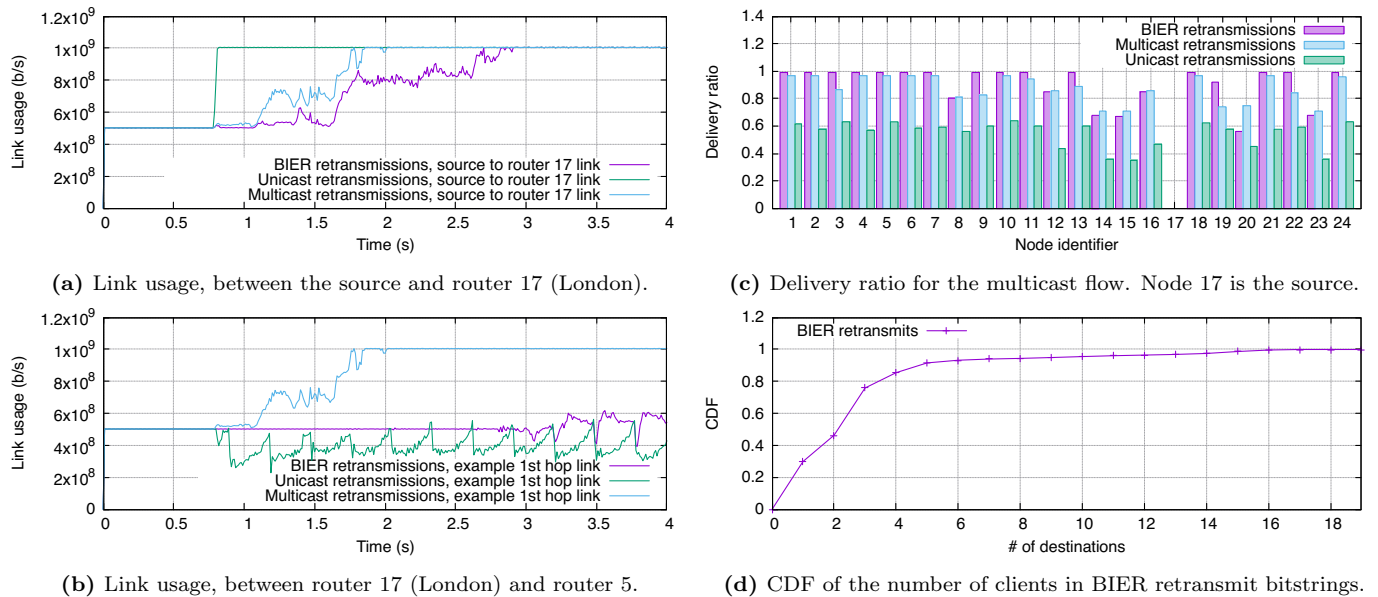 Link usage (b/s)
1.2x10^9
1x10^9
8x10^8
6x10^8
4x10^8
2x10^8
0
BIER retransmissions, source to router 17 link
Unicast retransmissions, source to router 17 link
Multicast retransmissions, source to router 17 link
0 0.5 1 1.5 2 2.5 3 3.5 4
Time (s)
(a) Link usage, between the source and router 17 (London).
Delivery ratio
1.4
1.2
1
0.8
0.6
0.4
0.2
0
BIER retransmissions
Multicast retransmissions
Unicast retransmissions
1 2 3 4 5 6 7 8 9 10 11 12 13 14 15 16 17 18 19 20 21 22 23 24
Node identifier
(c) Delivery ratio for the multicast flow. Node 17 is the source.
Link usage (b/s)
1.2x10^9
1x10^9
8x10^8
6x10^8
4x10^8
2x10^8
0
BIER retransmissions, example 1st hop link
Unicast retransmissions, example 1st hop link
Multicast retransmissions, example 1st hop link
0 0.5 1 1.5 2 2.5 3 3.5 4
Time (s)
(b) Link usage, between router 17 (London) and router 5.
CDF
1.2
1
0.8
0.6
0.4
0.2
0
BIER retransmits
0 2 4 6 8 10 12 14 16 18
# of destinations
(d) CDF of the number of clients in BIER retransmit bitstrings.